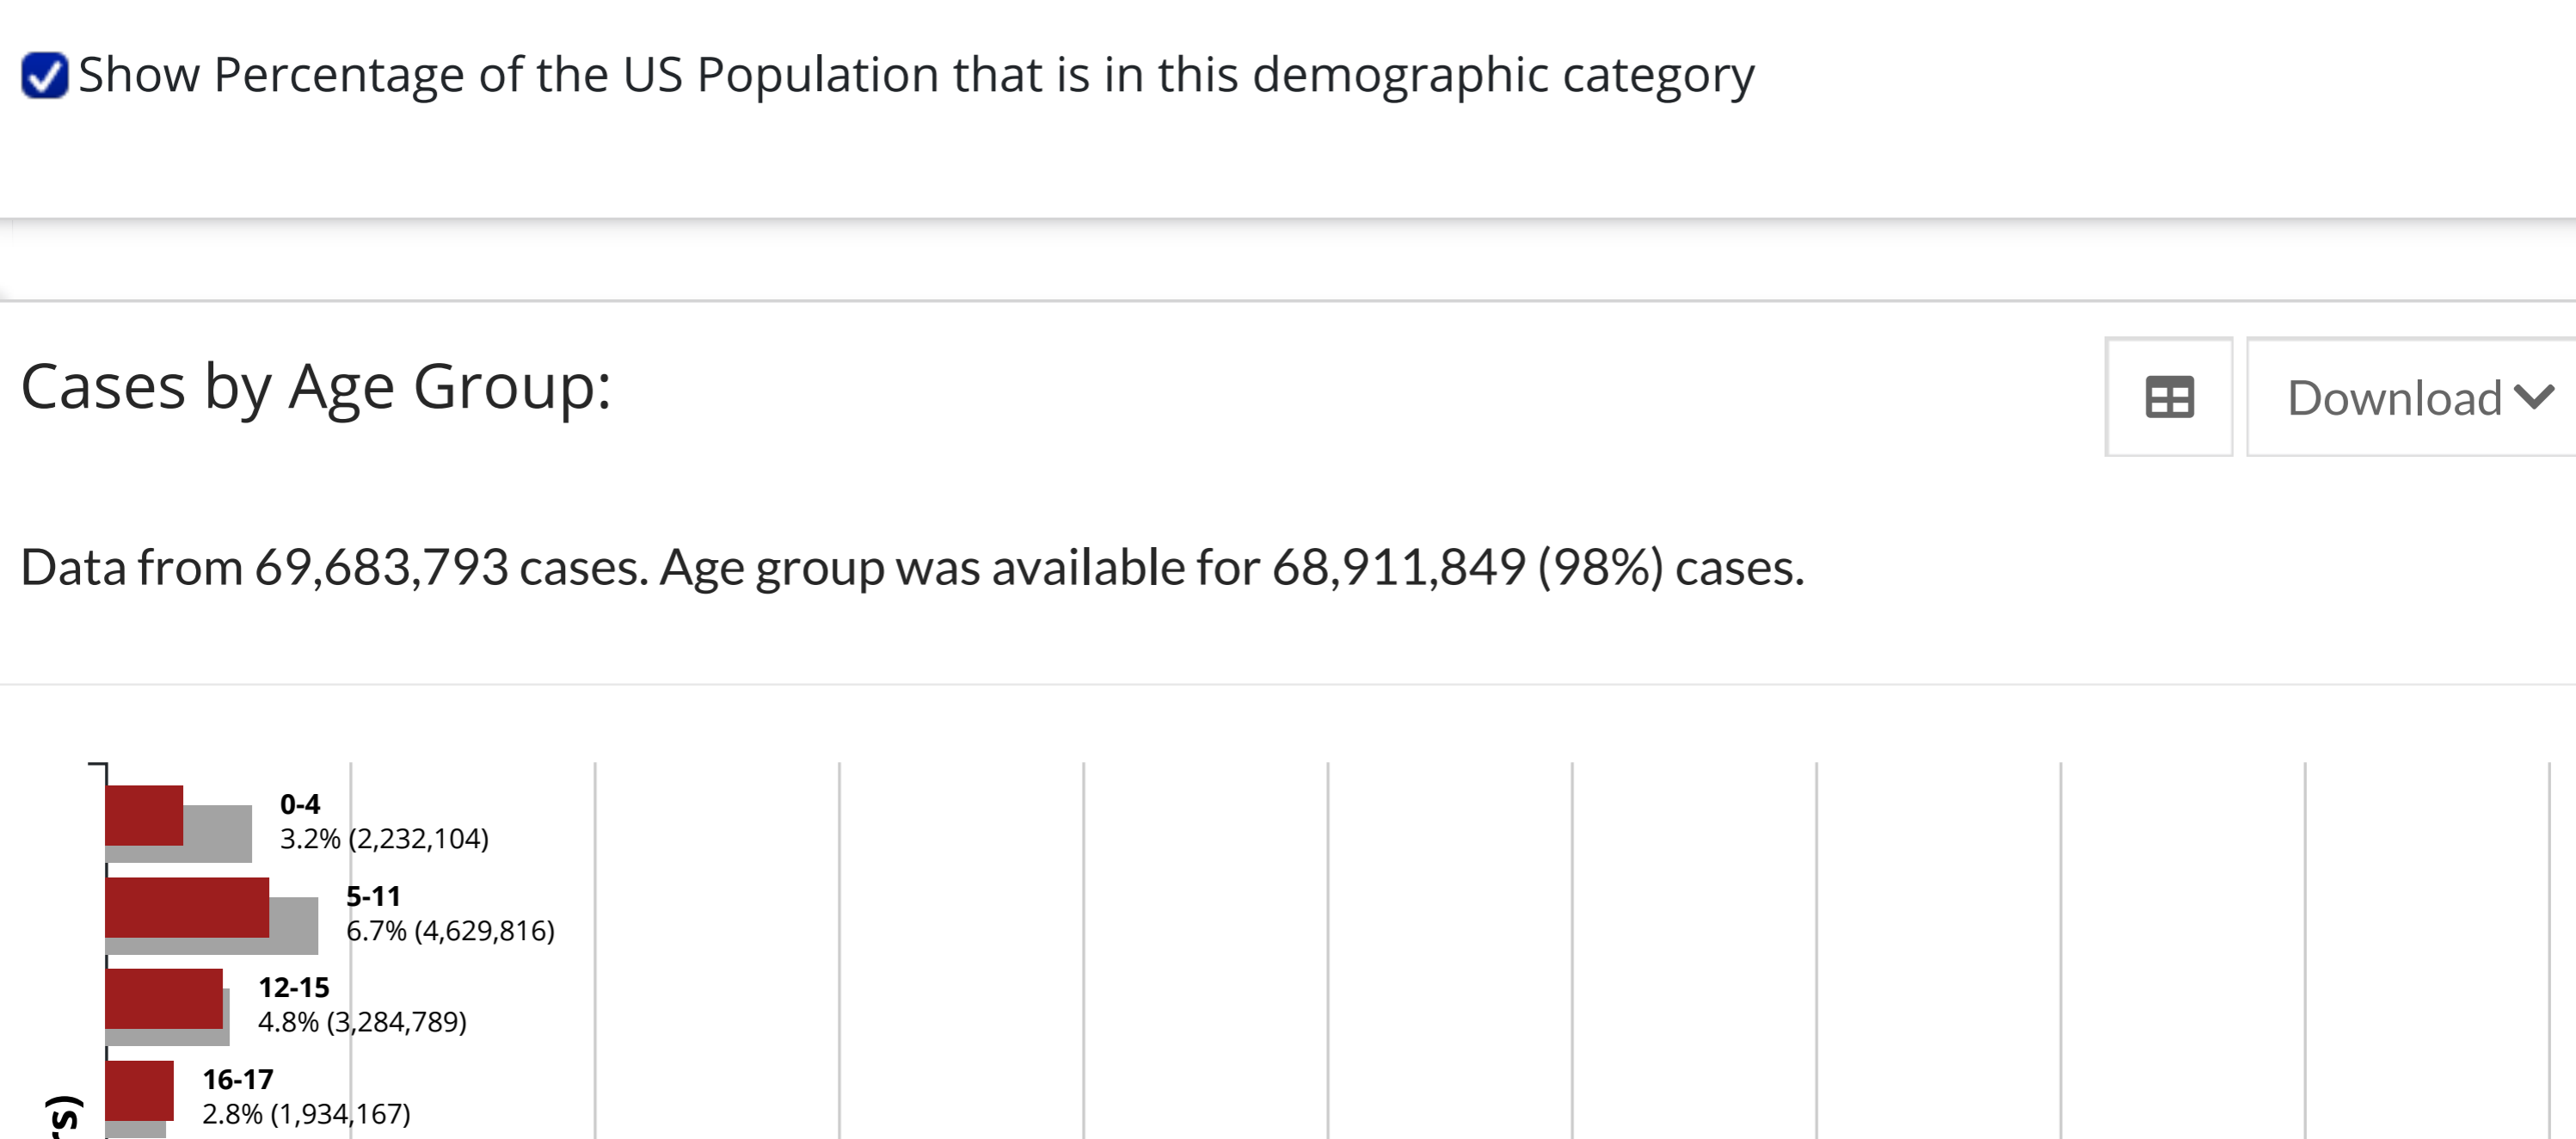 Show Percentage of the US Population that is in this demographic category
Cases by Age Group:
Download
Data from 69,683,793 cases. Age group was available for 68,911,849 (98%) cases.
0-4
3.2% (2,232,104)
5-11
6.7% (4,629,816)
12-15
4.8% (3,284,789)
16-17
2.8% (1,934,167)